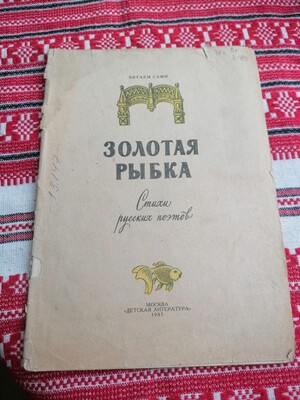 ЧИТАЕМ САМИ
ЗОЛОТАЯ
РЫБКА
Стихи
русских поэтов
МОСКВА
«ДЕТСКАЯ ЛИТЕРАТУРА»